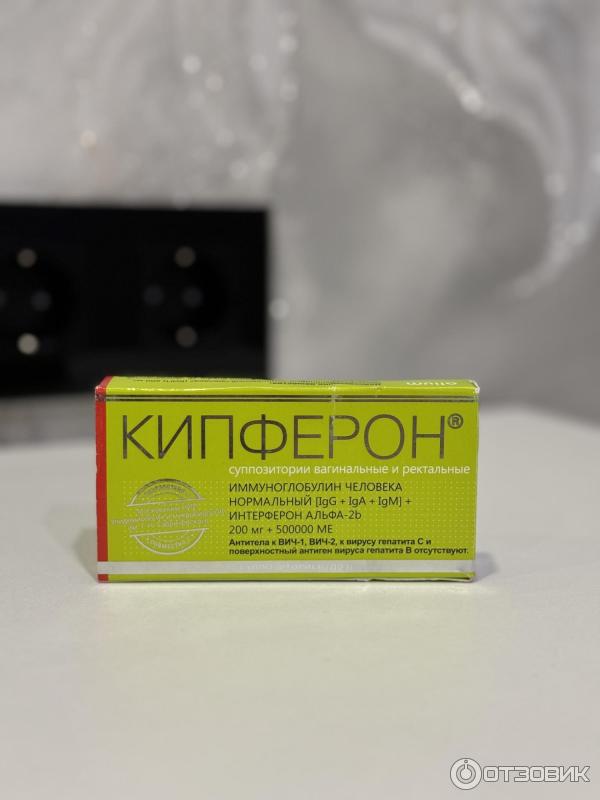 КИПФЕРОН®
суппозитории вагинальные и ректальные
ИММУНОГЛОБУЛИН ЧЕЛОВЕКА
НОРМАЛЬНЫЙ [IgG + IgA + IgM] +
ИНТЕРФЕРОН АЛЬФА-2b
200 мг + 500000 МЕ
Антитела к ВИЧ-1, ВИЧ-2, к вирусу гепатита С и
поверхностный антиген вируса гепатита В отсутствуют.
ОТЗОВИК